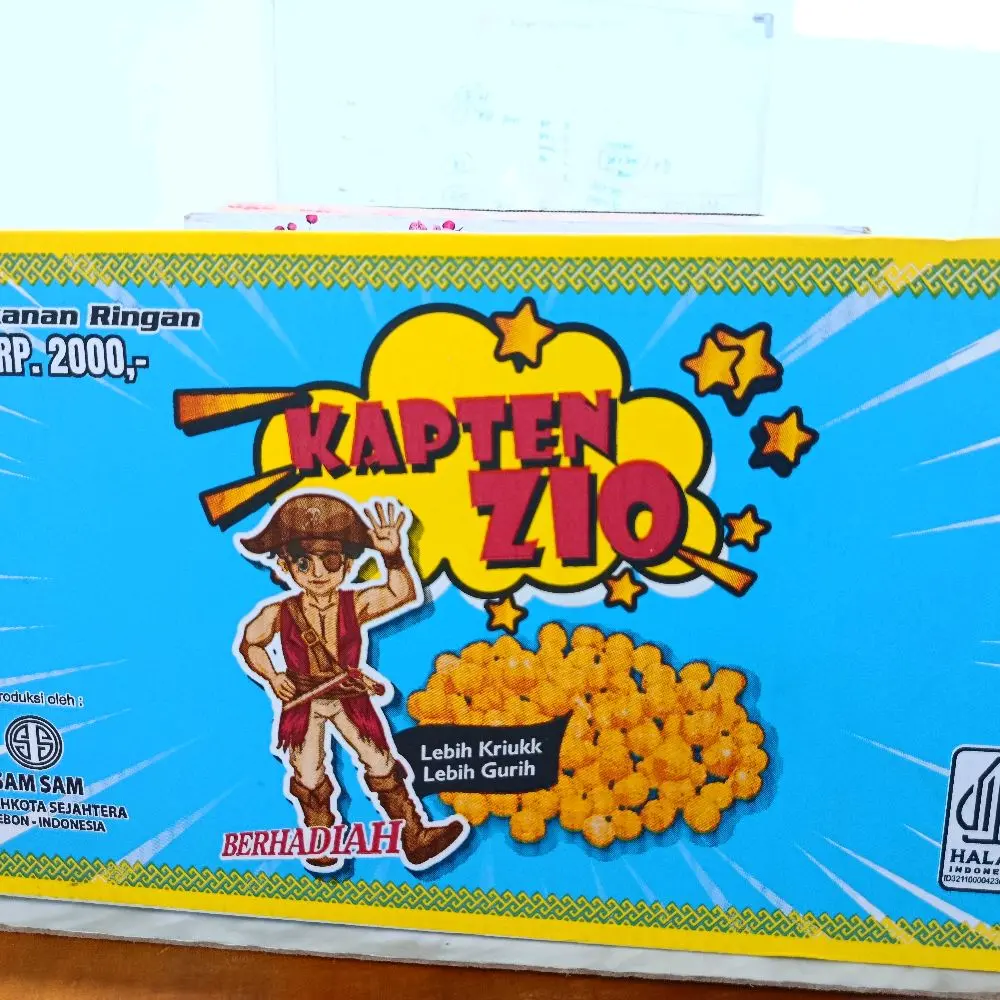 anan Ringan
RP. 2000,-
KAPTEN
ZIO
Lebih Kriukk
Lebih Gurih
BERHADIAH
roduksi oleh :
SAM SAM
HKOTA SEJAHTERA
EBON - INDONESIA
HALA
INDONE